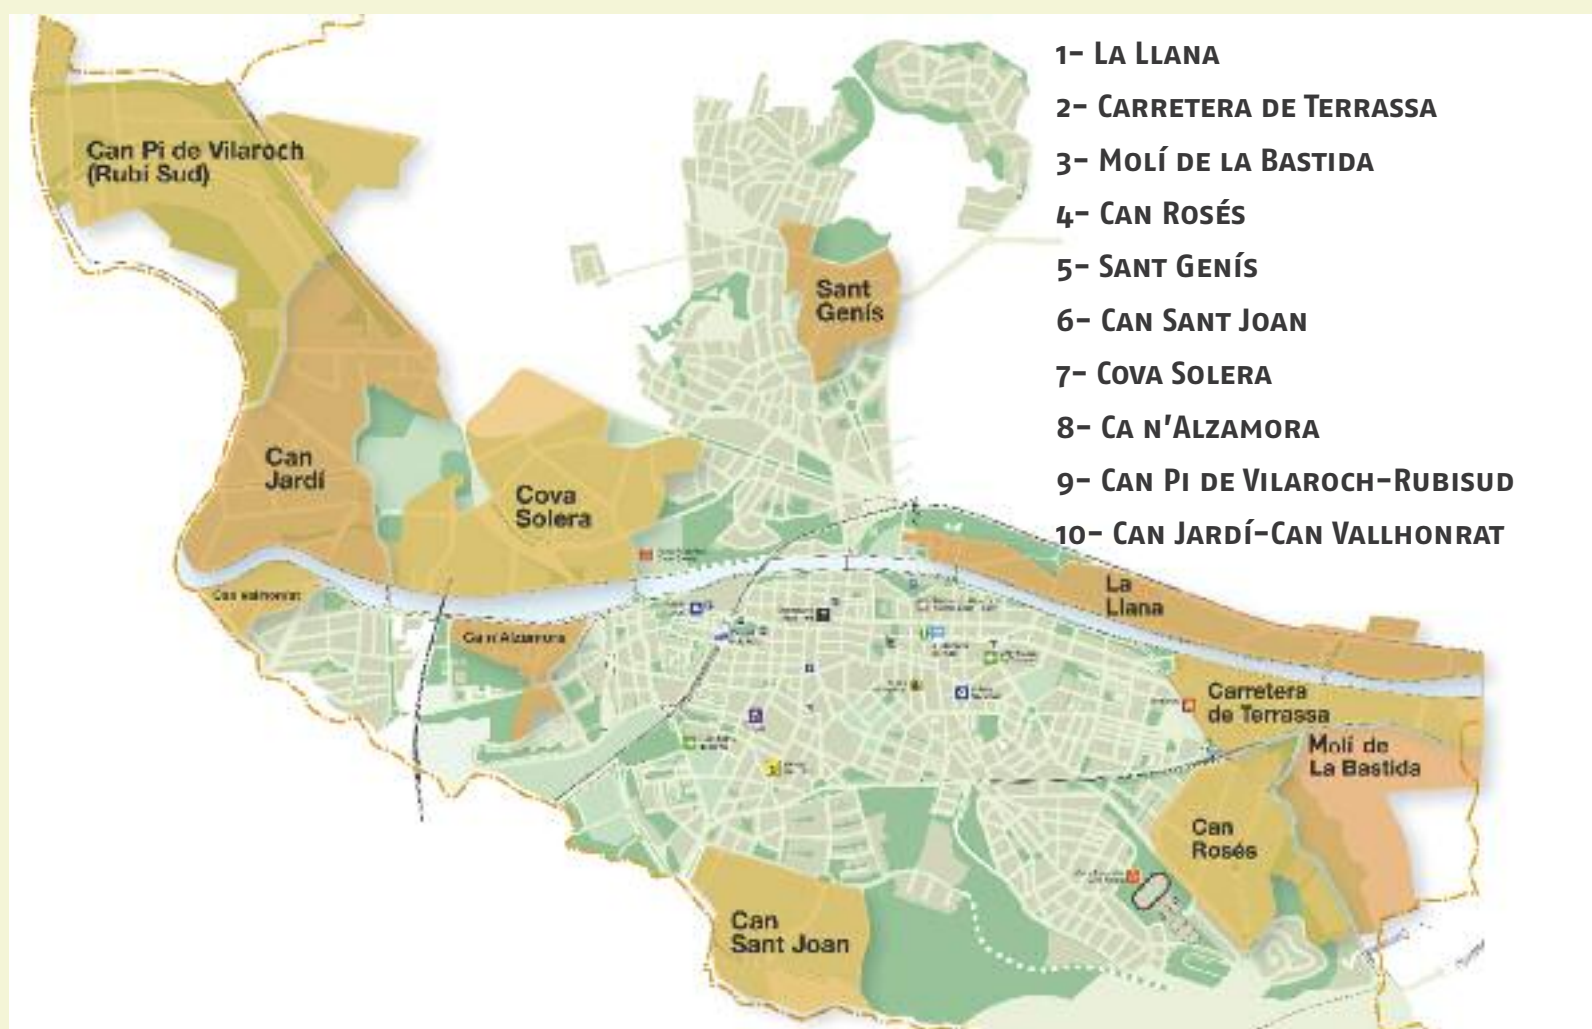 1- La Llana
2- Carretera de Terrassa
3- Molí de la Bastida
4- Can Rosés
5- Sant Genís
6- Can Sant Joan
7- Cova Solera
8- Ca n'Alzamora
9- Can Pi de Vilaroch-Rubisud
10- Can Jardí-Can Vallhonrat
Can Pi de Vilaroch
(Rubí Sud)
Sant
Genís
Can
Jardí
Cova
Solera
Can Vallhonrat
Ca n'Alzamora
La
Llana
Carretera
de Terrassa
Molí de
La Bastida
Can
Rosés
Can
Sant Joan